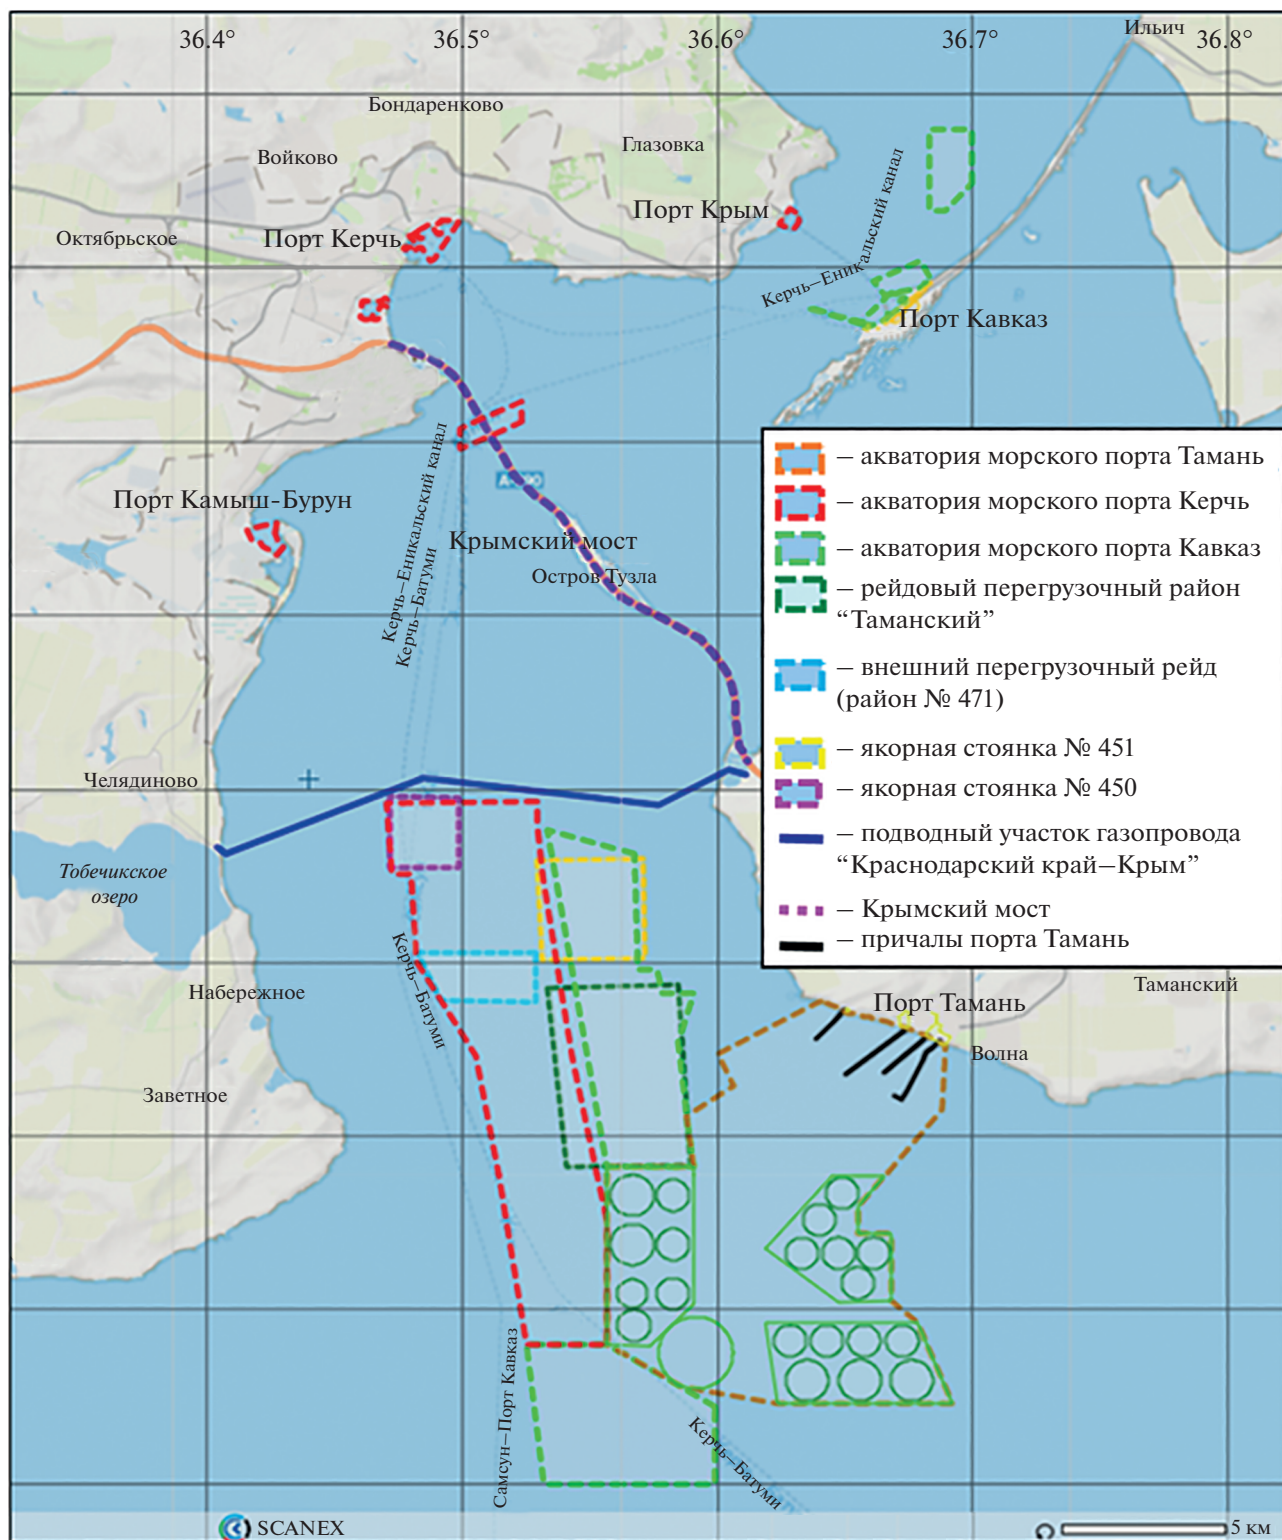 36.4°
36.5°
36.6°
36.7°
36.8°
Ильич
Бондаренково
Войково
Глазовка
Порт Крым
Октябрьское
Порт Керчь
Керчь–Еникальский канал
Порт Кавказ
Порт Камыш-Бурун
Керчь–Еникальский канал
Керчь–Батуми
Крымский мост
Остров Тузла
– акватория морского порта Тамань
– акватория морского порта Керчь
– акватория морского порта Кавказ
– рейдовый перегрузочный район
“Таманский”
– внешний перегрузочный рейд
(район № 471)
– якорная стоянка № 451
– якорная стоянка № 450
– подводный участок газопровода
“Краснодарский край–Крым”
– Крымский мост
– причалы порта Тамань
Челядиново
Тобечикское
озеро
Керчь–Батуми
Набережное
Порт Тамань
Таманский
Волна
Заветное
Самсун–Порт Кавказ
Керчь–Батуми
SCANEX
5 км